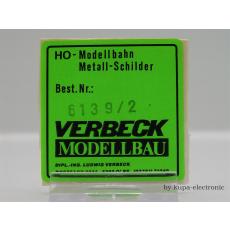 HO-Modellbahn
Metall-Schilder
Best.Nr.:
6139/2
VERBECK
MODELLBAU
DIPL.-ING. LUDWIG VERBECK
by kupa-electronic